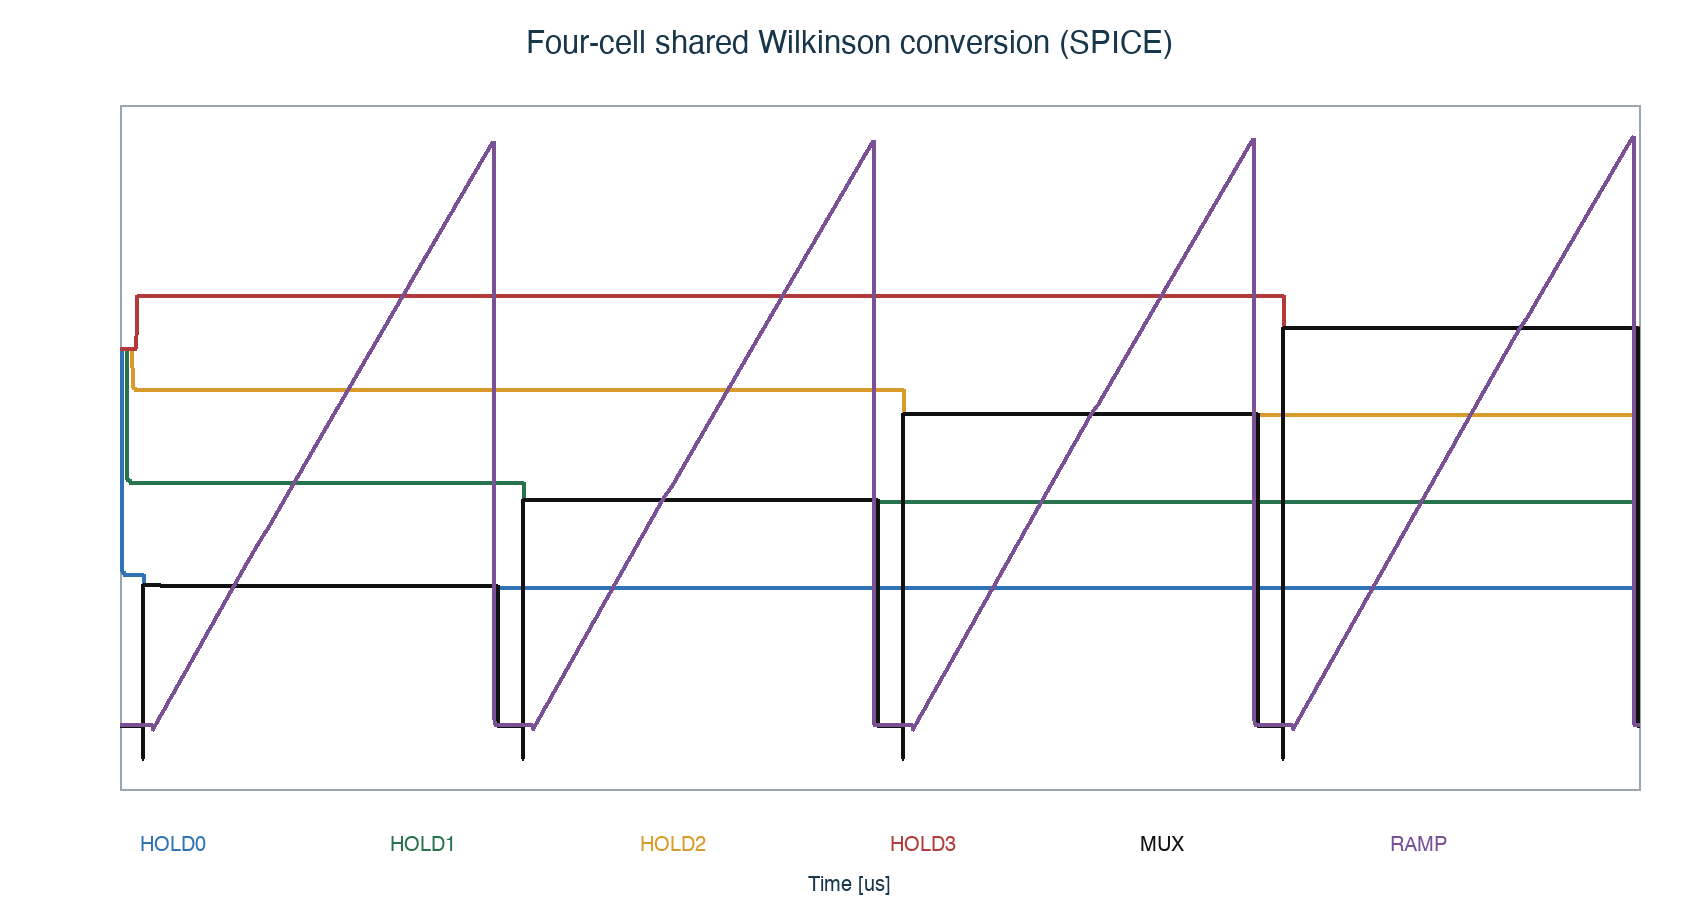 Four-cell shared Wilkinson conversion (SPICE)
HOLD0 HOLD1 HOLD2 HOLD3 MUX RAMP
Time [us]